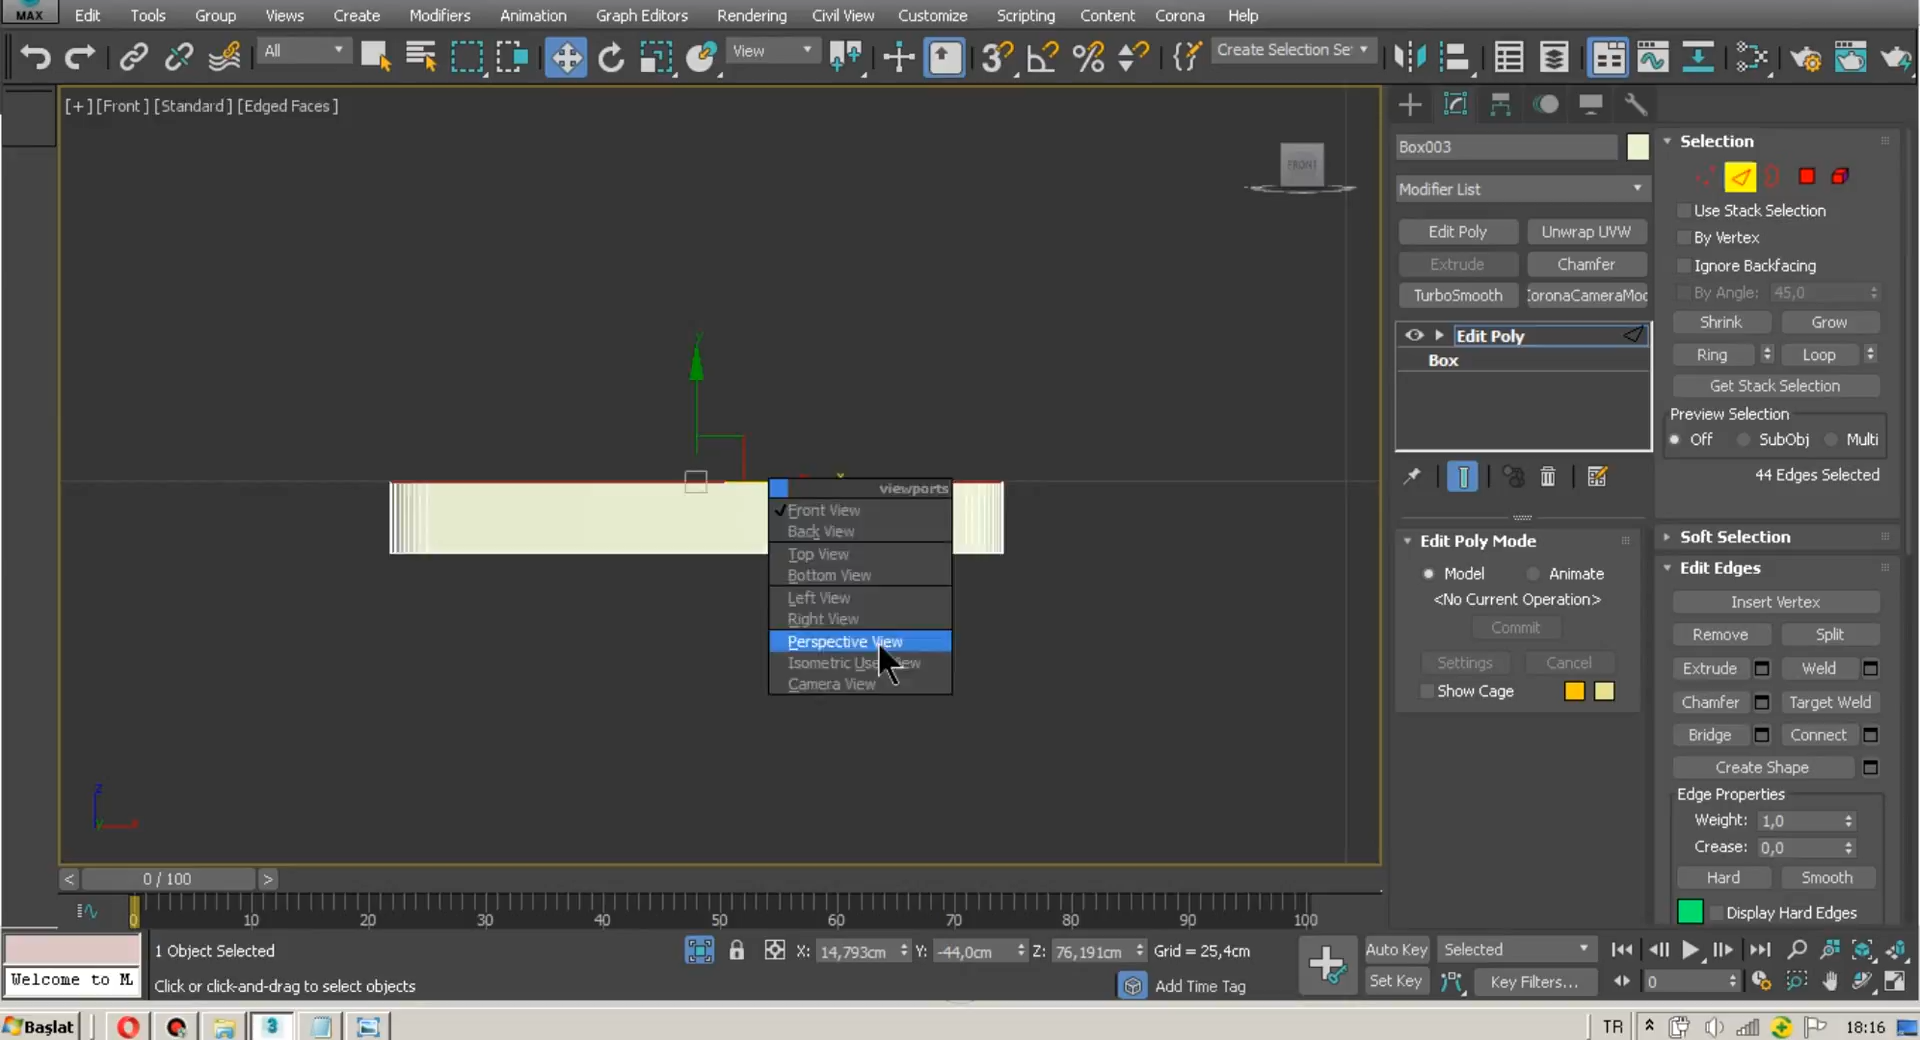 MAX Edit Tools Group Views Create Modifiers Animation Graph Editors Rendering Civil View Customize Scripting Content Corona Help
All View 3 Create Selection Se
[+] [Front ] [Standard ] [Edged Faces ]
FRONT
Box003
Modifier List
Edit Poly Unwrap UVW
Extrude Chamfer
TurboSmooth CoronaCameraMod
Edit Poly
Box
Selection
Use Stack Selection
By Vertex
Ignore Backfacing
By Angle: 45,0
Shrink Grow
Ring Loop
Get Stack Selection
Preview Selection
Off SubObj Multi
44 Edges Selected
Soft Selection
Edit Edges
Insert Vertex
Remove Split
Extrude Weld
Chamfer Target Weld
Bridge Connect
Create Shape
Edge Properties
Weight: 1,0
Crease: 0,0
Hard Smooth
Display Hard Edges
Edit Poly Mode
Model Animate
<No Current Operation>
Commit
Settings Cancel
Show Cage
viewports
Front View
Back View
Top View
Bottom View
Left View
Right View
Perspective View
Isometric User View
Camera View
y
z
x
< 0 / 100 >
0 10 20 30 40 50 60 70 80 90 100
1 Object Selected X: 14,793cm Y: -44,0cm Z: 76,191cm Grid = 25,4cm Auto Key Selected
Welcome to M. Click or click-and-drag to select objects Add Time Tag Set Key Key Filters... 0
Başlat 3 TR 18:16